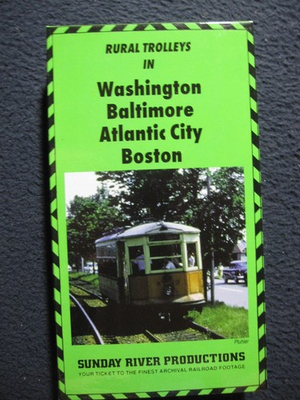 RURAL TROLLEYS
IN
Washington
Baltimore
Atlantic City
Boston
SUNDAY RIVER PRODUCTIONS
YOUR TICKET TO THE FINEST ARCHIVAL RAILROAD FOOTAGE